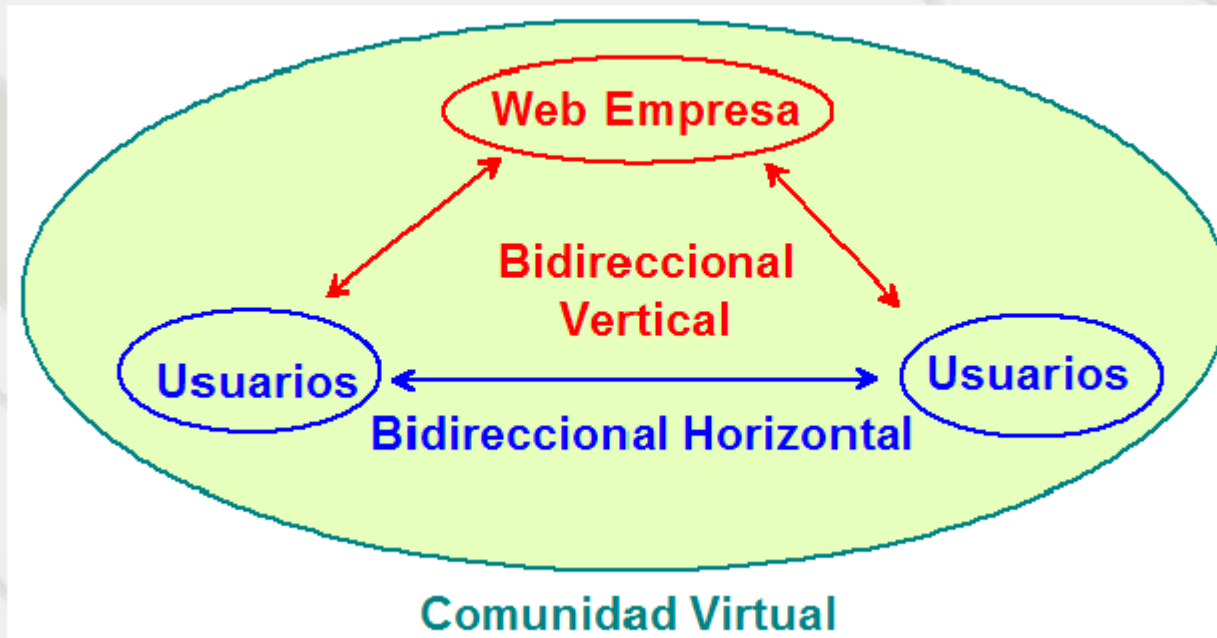 Web Empresa
Bidireccional
Vertical
Usuarios
Usuarios
Bidireccional Horizontal
Comunidad Virtual